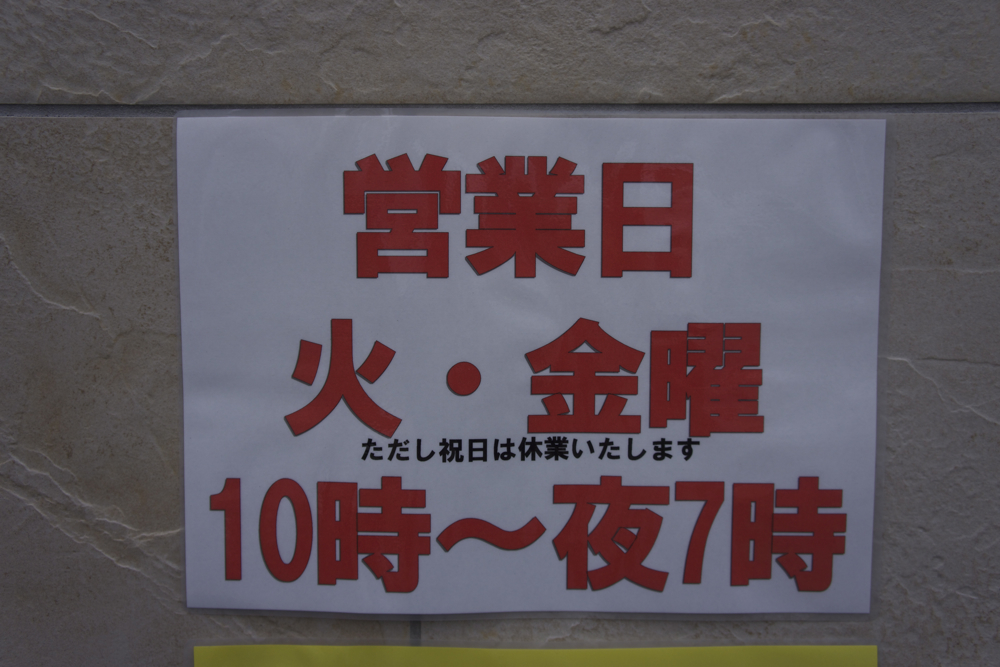 営業日
火・金曜
ただし祝日は休業いたします
10時～夜7時